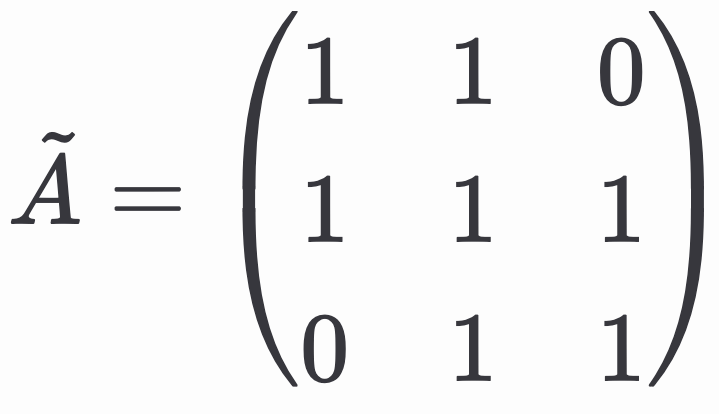 Ã = (1 1 0
1 1 1
0 1 1)